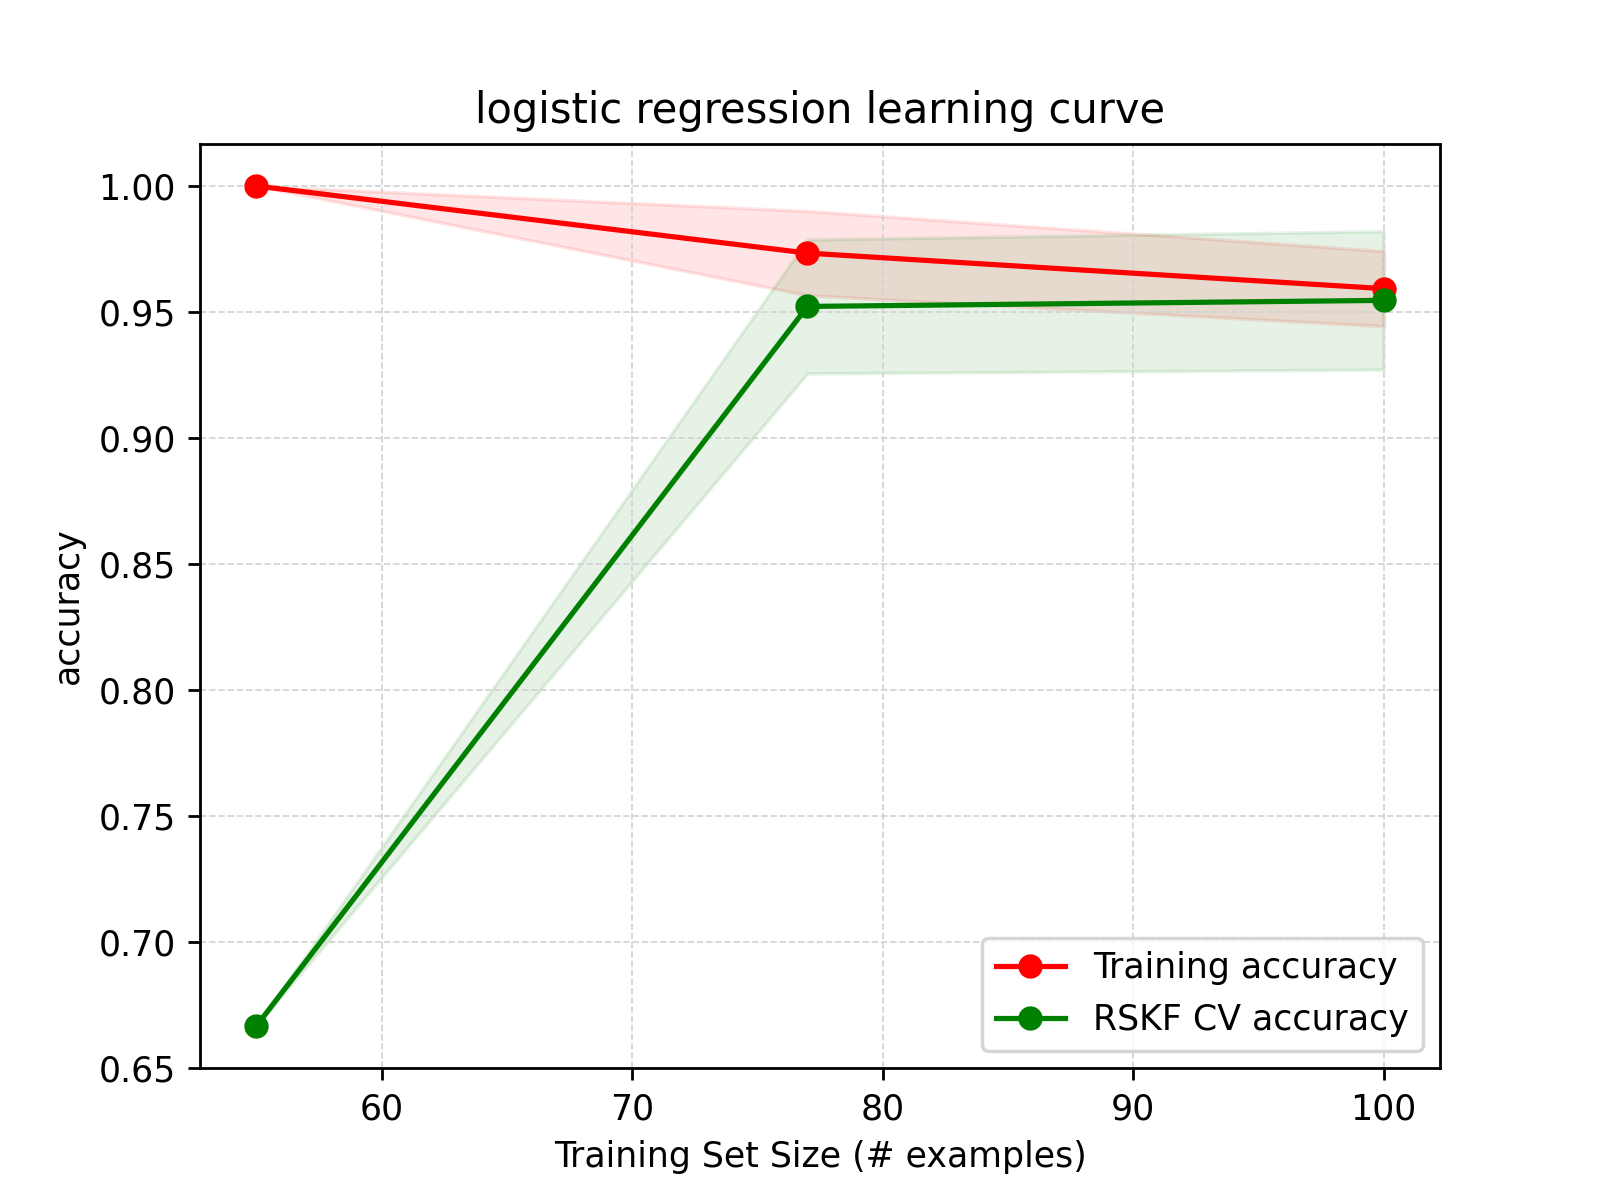 logistic regression learning curve
1.00
0.95
0.90
0.85
0.80
0.75
0.70
0.65
accuracy
Training accuracy
RSKF CV accuracy
60 70 80 90 100
Training Set Size (# examples)